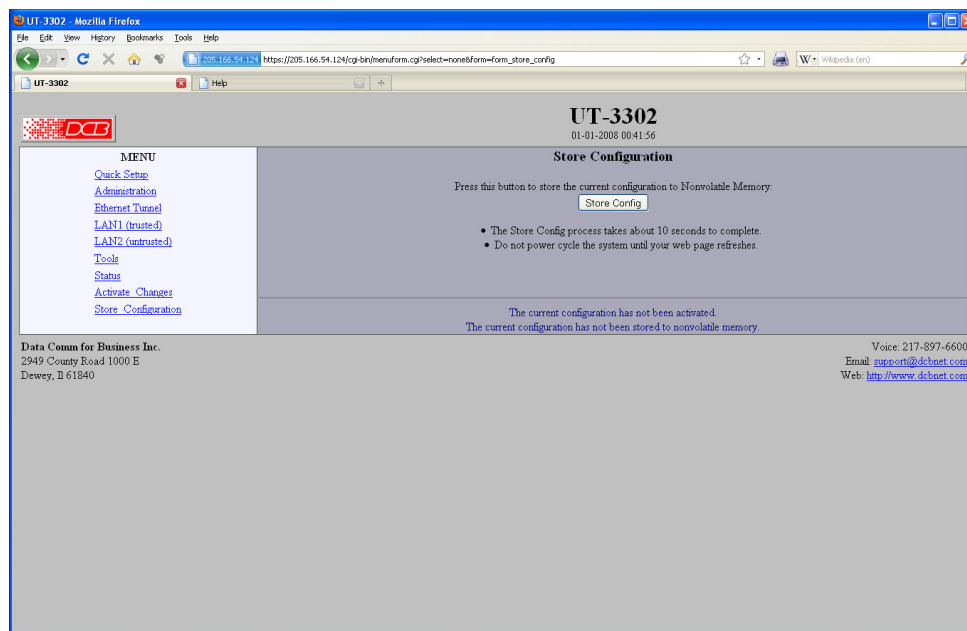 UT-3302 - Mozilla Firefox
File Edit View History Bookmarks Tools Help
205.166.54.124 https://205.166.54.124/cgi-bin/menuform.cgi?select=none&form=form_store_config
W Wikipedia (en)
UT-3302
Help
DCB
UT-3302
01-01-2008 00:41:56
MENU
Quick Setup
Administration
Ethernet Tunnel
LAN1 (trusted)
LAN2 (untrusted)
Tools
Status
Activate Changes
Store Configuration
Store Configuration
Press this button to store the current configuration to Nonvolatile Memory:
Store Config
• The Store Config process takes about 10 seconds to complete.
• Do not power cycle the system until your web page refreshes.
The current configuration has not been activated.
The current configuration has not been stored to nonvolatile memory.
Data Comm for Business Inc.
2949 County Road 1000 E
Dewey, Il 61840
Voice: 217-897-6600
Email: support@dcbnet.com
Web: http://www.dcbnet.com